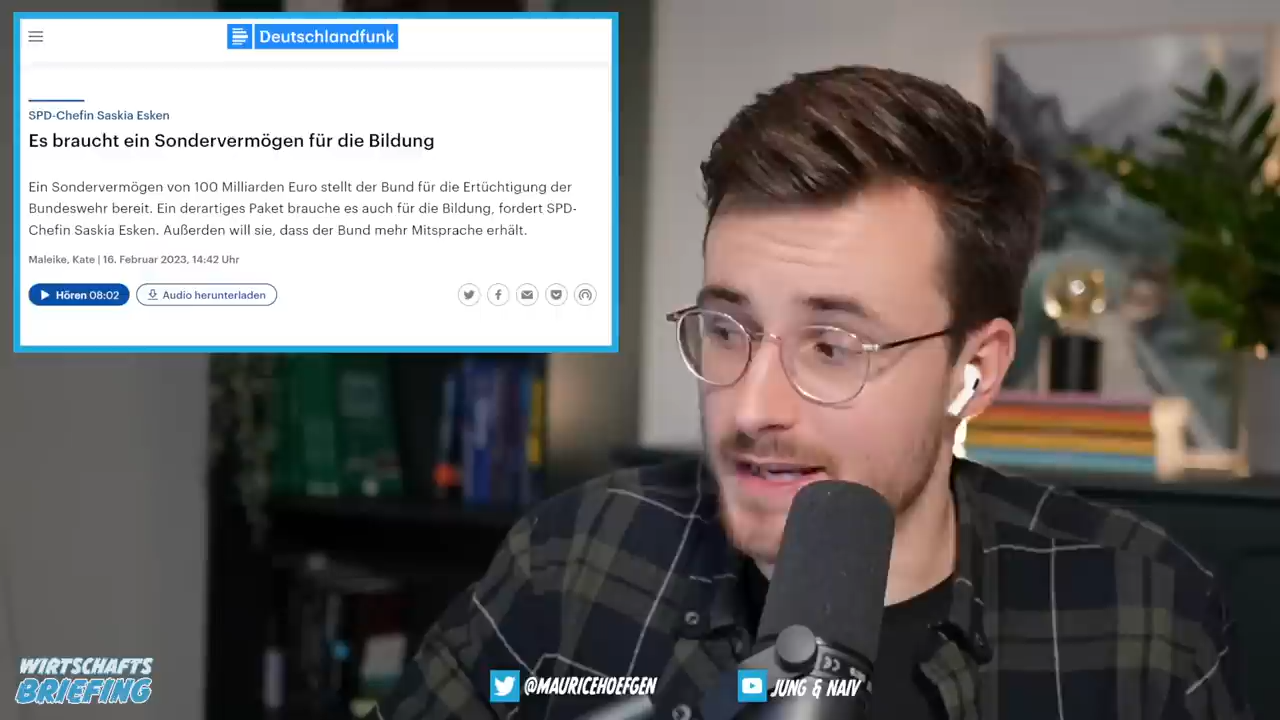 Deutschlandfunk
SPD-Chefin Saskia Esken
Es braucht ein Sondervermögen für die Bildung
Ein Sondervermögen von 100 Milliarden Euro stellt der Bund für die Ertüchtigung der
Bundeswehr bereit. Ein derartiges Paket brauche es auch für die Bildung, fordert SPD-
Chefin Saskia Esken. Außerden will sie, dass der Bund mehr Mitsprache erhält.
Maleike, Kate | 16. Februar 2023, 14:42 Uhr
Hören 08:02
Audio herunterladen
WIRTSCHAFTS
BRIEFING
@MAURICEHOEFGEN
JUNG & NAIV